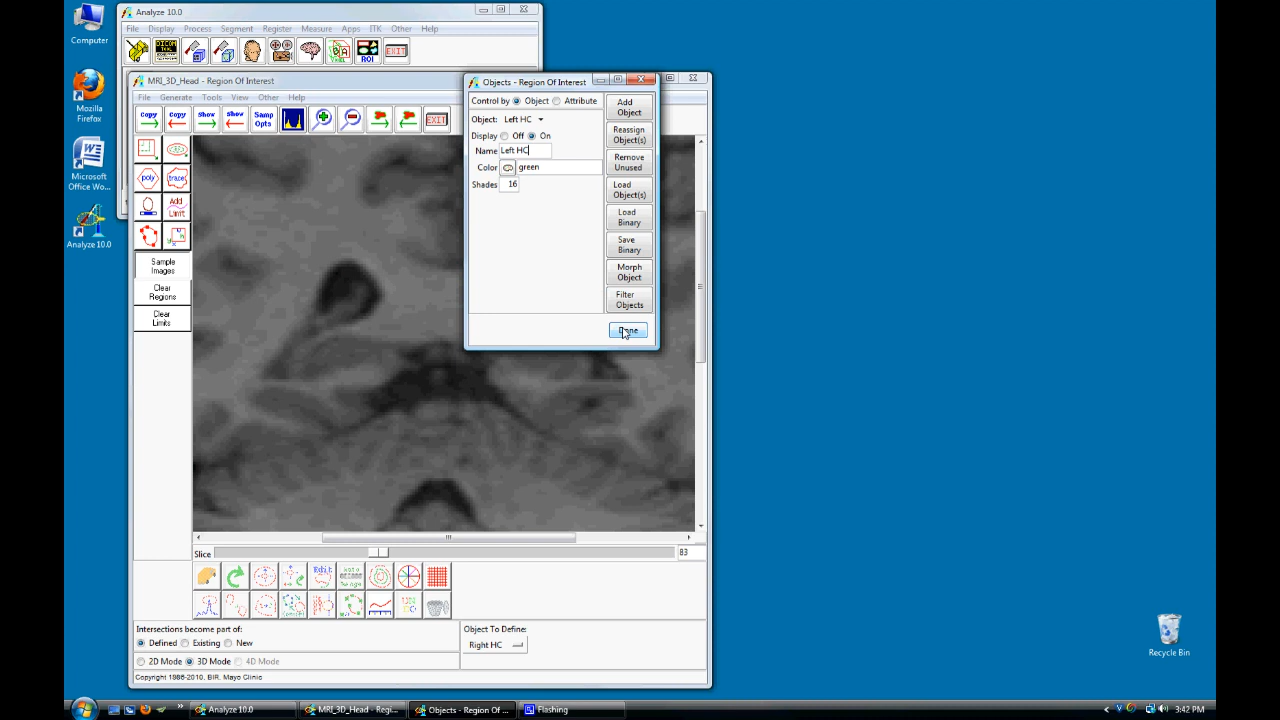 Computer
Mozilla
Firefox
Microsoft
Office Wo...
Analyze 10.0
Analyze 10.0
File Display Process Segment Register Measure Apps ITK Other Help
EXIT
MRI_3D_Head - Region Of Interest
File Generate Tools View Other Help
Copy Copy Show Show Samp Opts EXIT
poly trace
Add
Limit
Sample
Images
Clear
Regions
Clear
Limits
Objects - Region Of Interest
Control by Object Attribute
Object: Left HC
Display Off On
Name Left HC
Color green
Shades 16
Add
Object
Reassign
Object(s)
Remove
Unused
Load
Object(s)
Load
Binary
Save
Binary
Morph
Object
Filter
Objects
Done
Slice 83
Edit
Intersections become part of:
Defined Existing New
2D Mode 3D Mode 4D Mode
Object To Define:
Right HC
Copyright 1986-2010, BIR, Mayo Clinic
Recycle Bin
Analyze 10.0 MRI_3D_Head - Regi... Objects - Region Of ... Flashing
3:42 PM